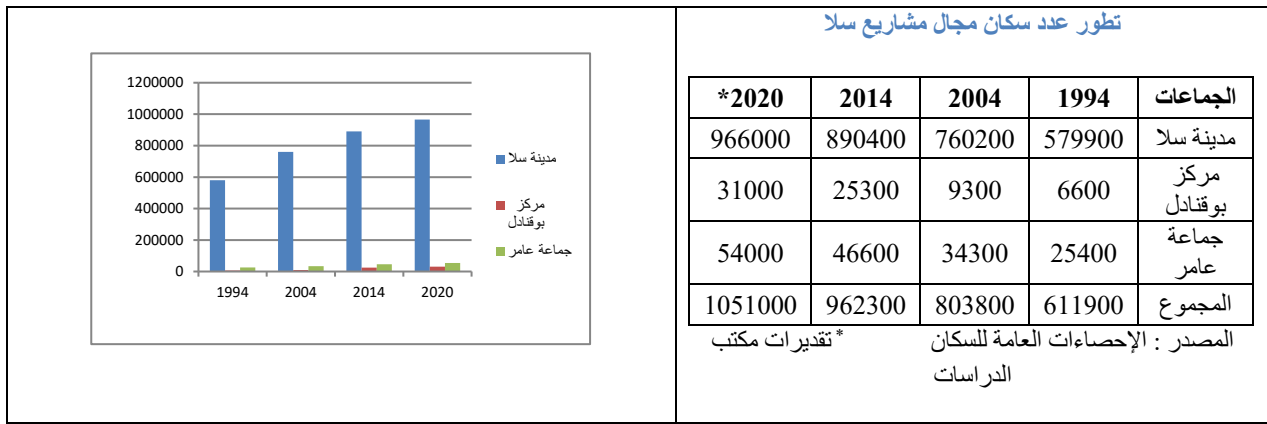 تطور عدد سكان مجال مشاريع سلا
الجماعات 1994 2004 2014 2020*
مدينة سلا 579900 760200 890400 966000
مركز
بوقنادل 6600 9300 25300 31000
جماعة
عامر 25400 34300 46600 54000
المجموع 611900 803800 962300 1051000
المصدر : الإحصاءات العامة للسكان *تقديرات مكتب
الدراسات
1200000
1000000
800000
600000
400000
200000
0
1994 2004 2014 2020
مدينة سلا
مركز
بوقنادل
جماعة عامر